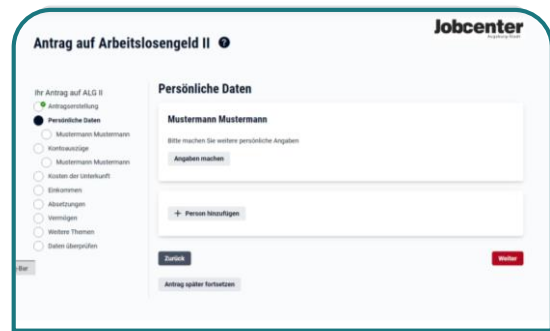 Jobcenter
Augsburg Stadt
Antrag auf Arbeitslosengeld II ?
Ihr Antrag auf ALG II
Antragserstellung
Persönliche Daten
Mustermann Mustermann
Kontoauszüge
Mustermann Mustermann
Kosten der Unterkunft
Einkommen
Absetzungen
Vermögen
Weitere Themen
Daten überprüfen
Persönliche Daten
Mustermann Mustermann
Bitte machen Sie weitere persönliche Angaben
Angaben machen
+ Person hinzufügen
Zurück
Weiter
Antrag später fortsetzen